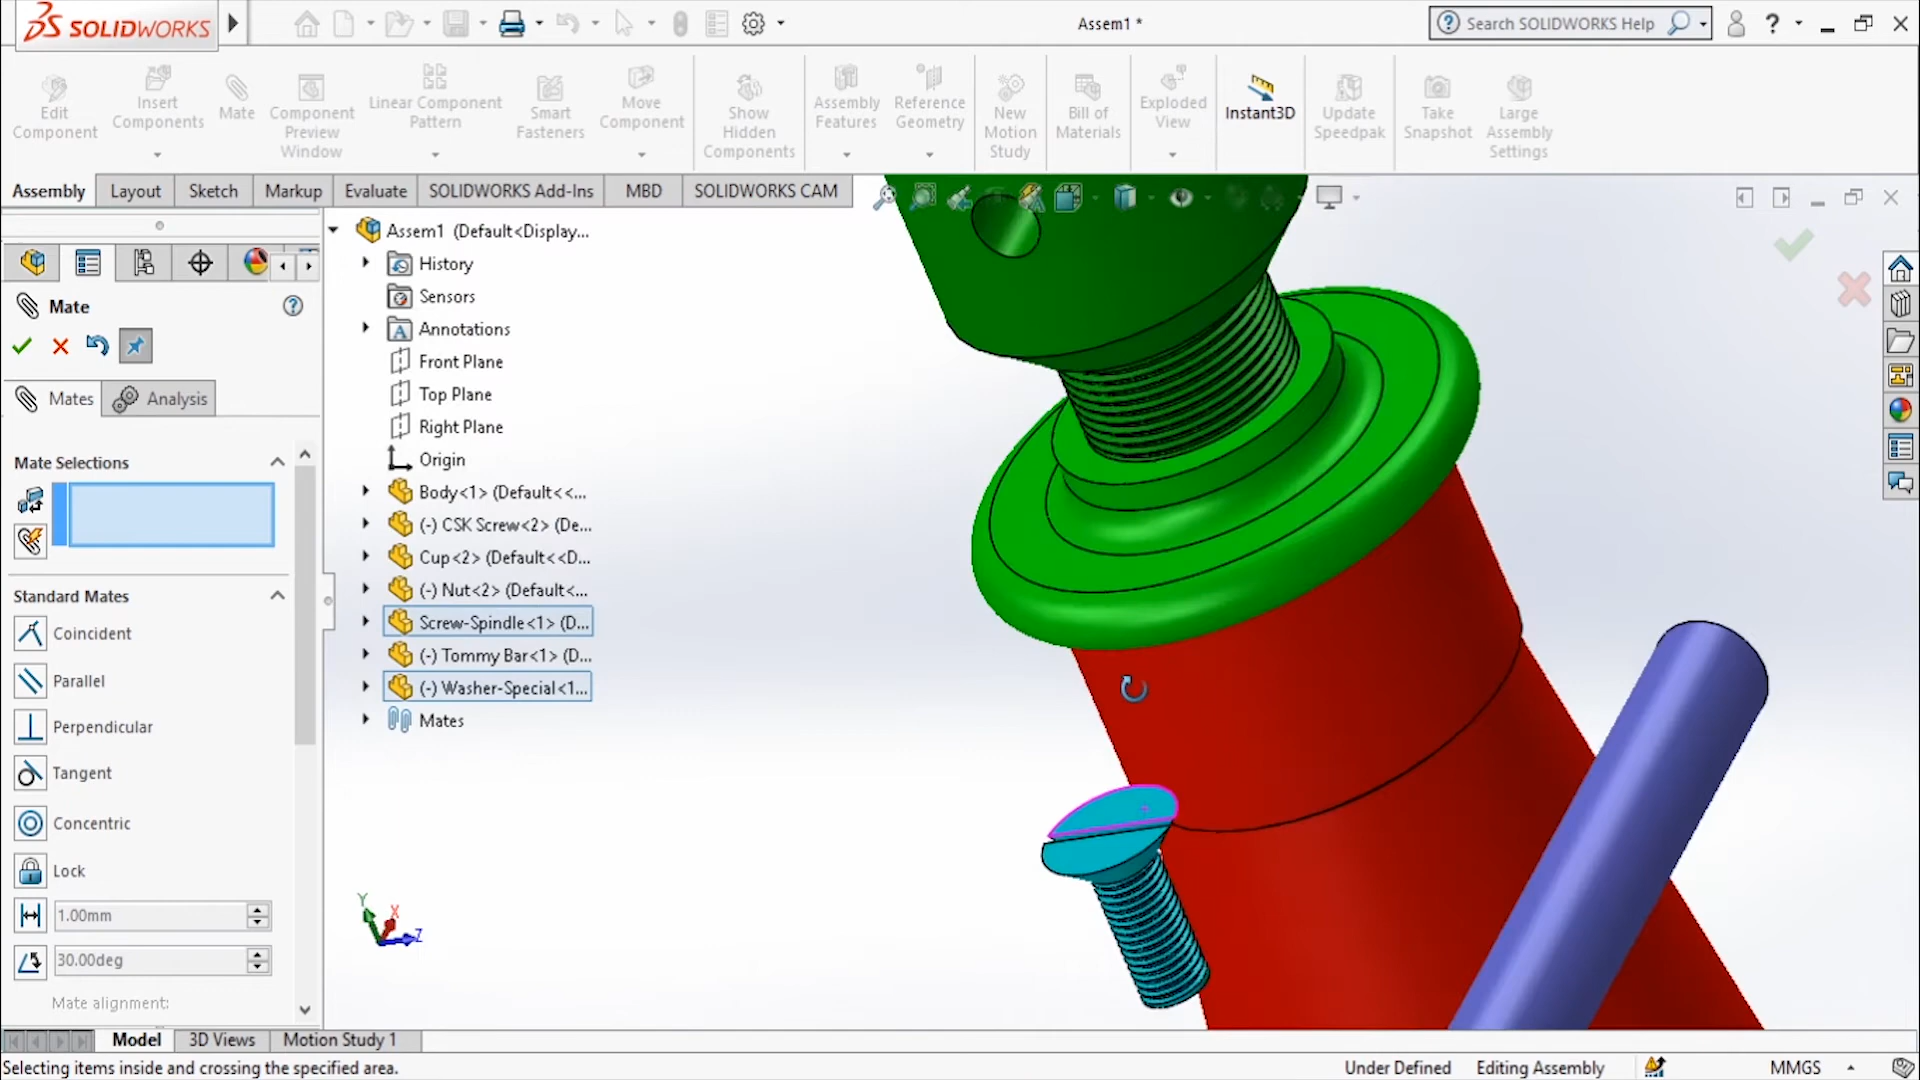 SOLIDWORKS
Assem1 *
Search SOLIDWORKS Help
Edit Component
Insert Components
Mate
Component Preview Window
Linear Component Pattern
Smart Fasteners
Move Component
Show Hidden Components
Assembly Features
Reference Geometry
New Motion Study
Bill of Materials
Exploded View
Instant3D
Update Speedpak
Take Snapshot
Large Assembly Settings
Assembly
Layout
Sketch
Markup
Evaluate
SOLIDWORKS Add-Ins
MBD
SOLIDWORKS CAM
Mate
Mates
Analysis
Mate Selections
Standard Mates
Coincident
Parallel
Perpendicular
Tangent
Concentric
Lock
1.00mm
30.00deg
Mate alignment:
Assem1 (Default<Display...
History
Sensors
Annotations
Front Plane
Top Plane
Right Plane
Origin
Body<1> (Default<<...
(-) CSK Screw<2> (De...
Cup<2> (Default<<D...
(-) Nut<2> (Default<...
Screw-Spindle<1> (D...
(-) Tommy Bar<1> (D...
(-) Washer-Special<1...
Mates
Y
X
Z
Model
3D Views
Motion Study 1
Selecting items inside and crossing the specified area.
Under Defined
Editing Assembly
MMGS